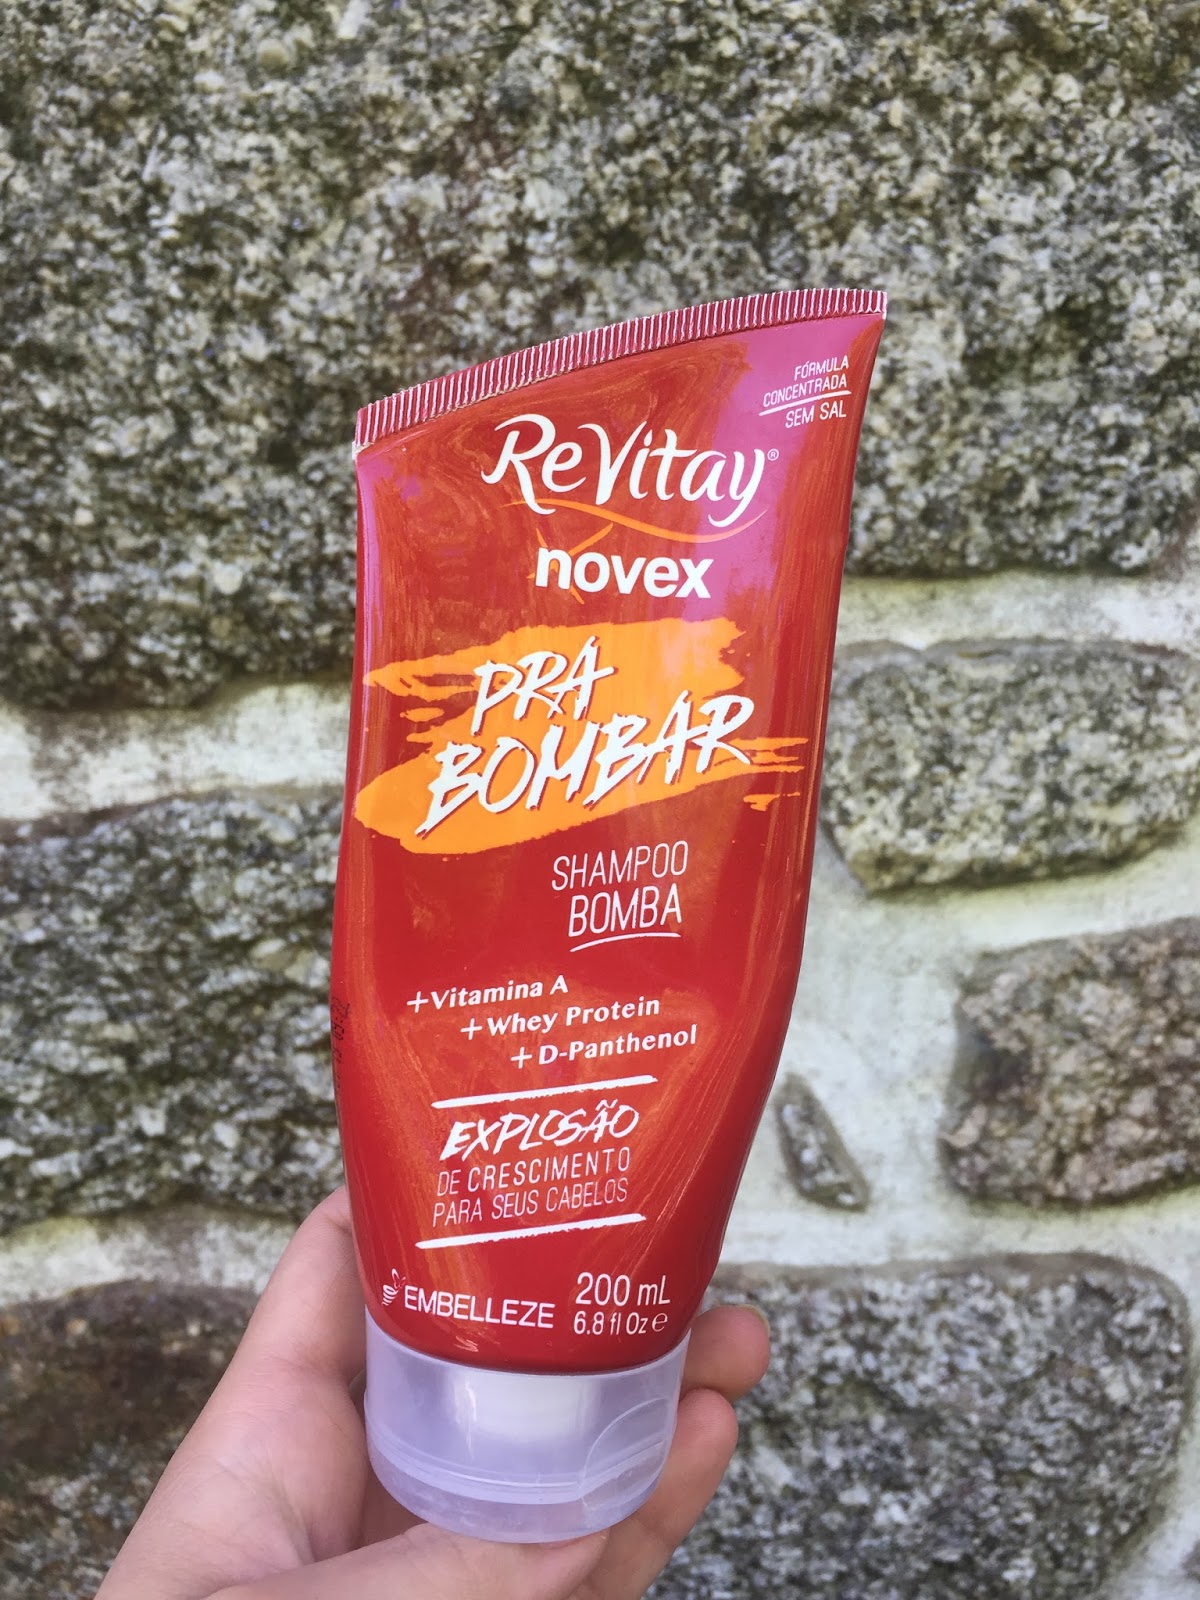 FÓRMULA
CONCENTRADA
SEM SAL
ReVitay®
novex
PRÁ
BOMBAR
SHAMPOO
BOMBA
+Vitamina A
+Whey Protein
+D-Panthenol
EXPLOSÃO
DE CRESCIMENTO
PARA SEUS CABELOS
EMBELLEZE
200 mL
6.8 fl Oz ℮